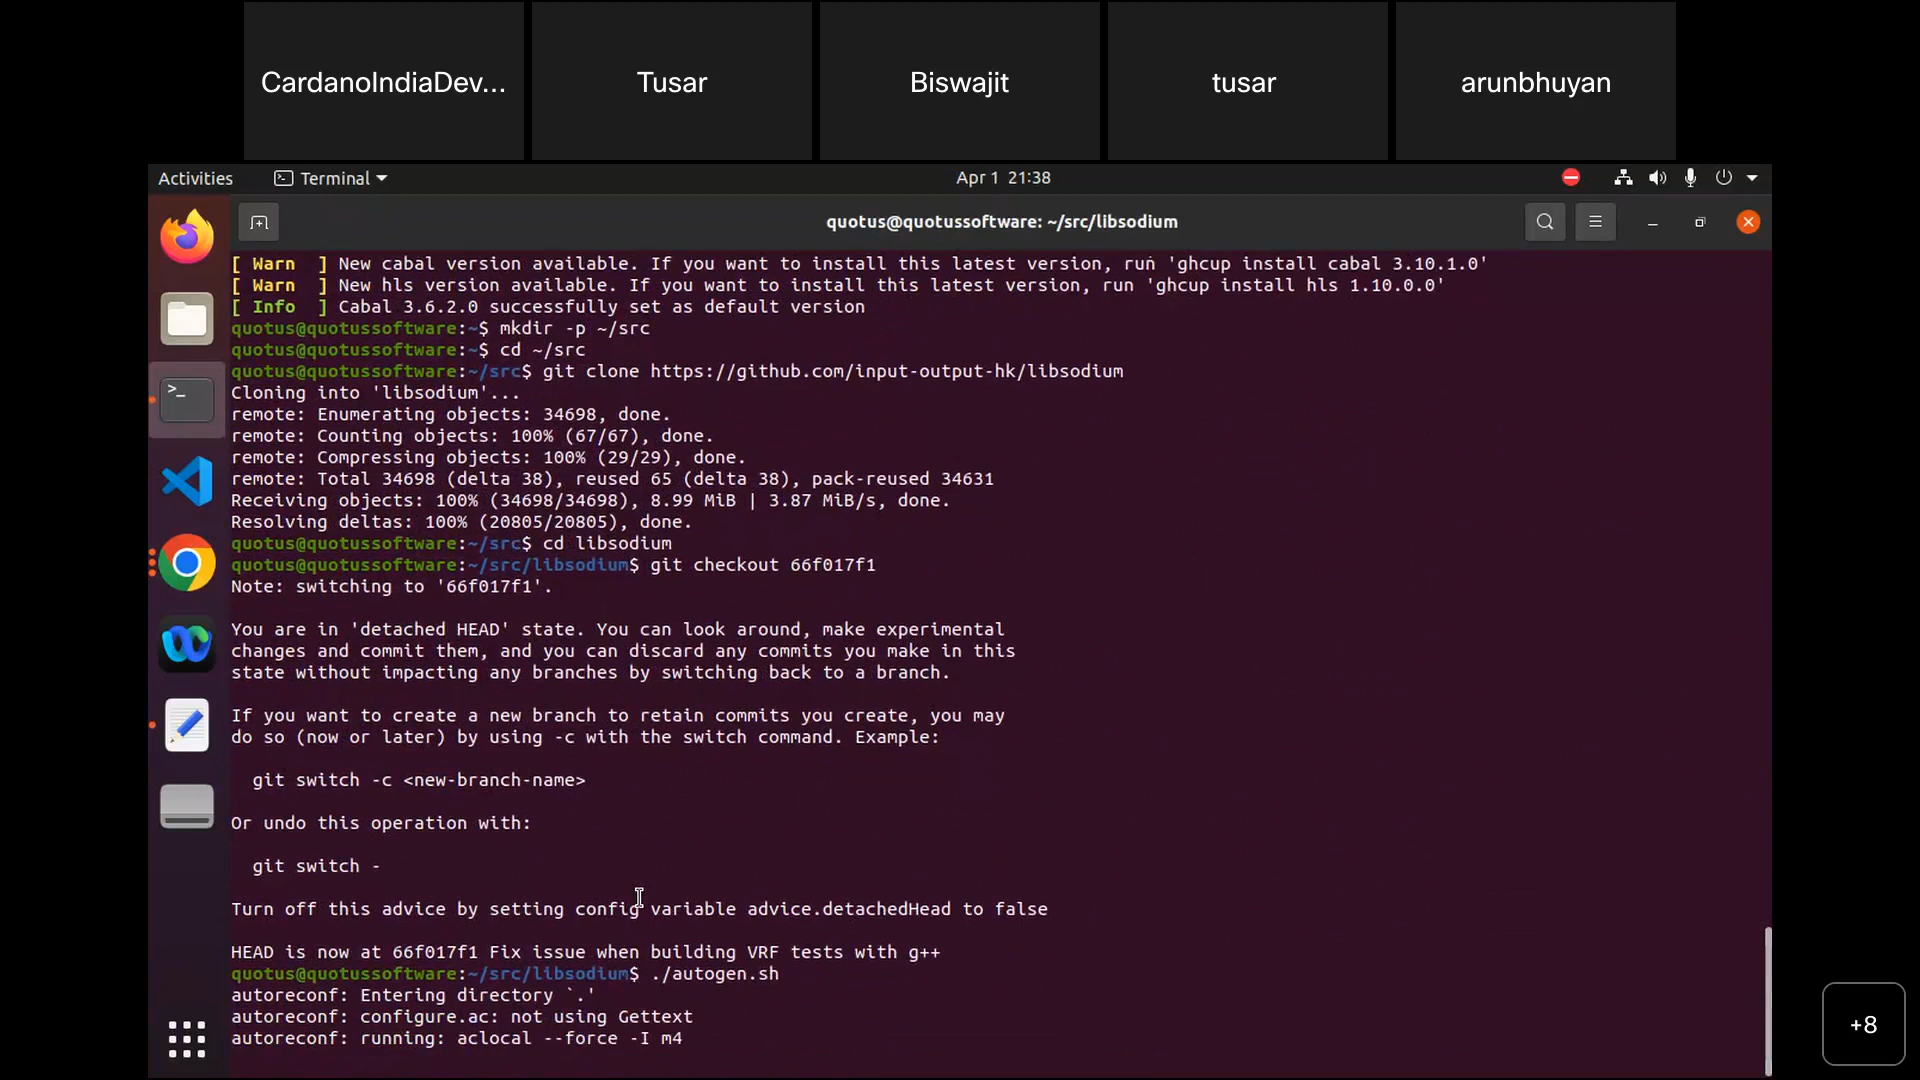 CardanoIndiaDev...
Tusar
Biswajit
tusar
arunbhuyan
Activities
Terminal
Apr 1 21:38
quotus@quotussoftware: ~/src/libsodium
[ Warn  ] New cabal version available. If you want to install this latest version, run 'ghcup install cabal 3.10.1.0'
[ Warn  ] New hls version available. If you want to install this latest version, run 'ghcup install hls 1.10.0.0'
[ Info  ] Cabal 3.6.2.0 successfully set as default version
quotus@quotussoftware:~$ mkdir -p ~/src
quotus@quotussoftware:~$ cd ~/src
quotus@quotussoftware:~/src$ git clone https://github.com/input-output-hk/libsodium
Cloning into 'libsodium'...
remote: Enumerating objects: 34698, done.
remote: Counting objects: 100% (67/67), done.
remote: Compressing objects: 100% (29/29), done.
remote: Total 34698 (delta 38), reused 65 (delta 38), pack-reused 34631
Receiving objects: 100% (34698/34698), 8.99 MiB | 3.87 MiB/s, done.
Resolving deltas: 100% (20805/20805), done.
quotus@quotussoftware:~/src$ cd libsodium
quotus@quotussoftware:~/src/libsodium$ git checkout 66f017f1
Note: switching to '66f017f1'.
You are in 'detached HEAD' state. You can look around, make experimental
changes and commit them, and you can discard any commits you make in this
state without impacting any branches by switching back to a branch.
If you want to create a new branch to retain commits you create, you may
do so (now or later) by using -c with the switch command. Example:
git switch -c <new-branch-name>
Or undo this operation with:
git switch -
Turn off this advice by setting config variable advice.detachedHead to false
HEAD is now at 66f017f1 Fix issue when building VRF tests with g++
quotus@quotussoftware:~/src/libsodium$ ./autogen.sh
autoreconf: Entering directory `.'
autoreconf: configure.ac: not using Gettext
autoreconf: running: aclocal --force -I m4
+8